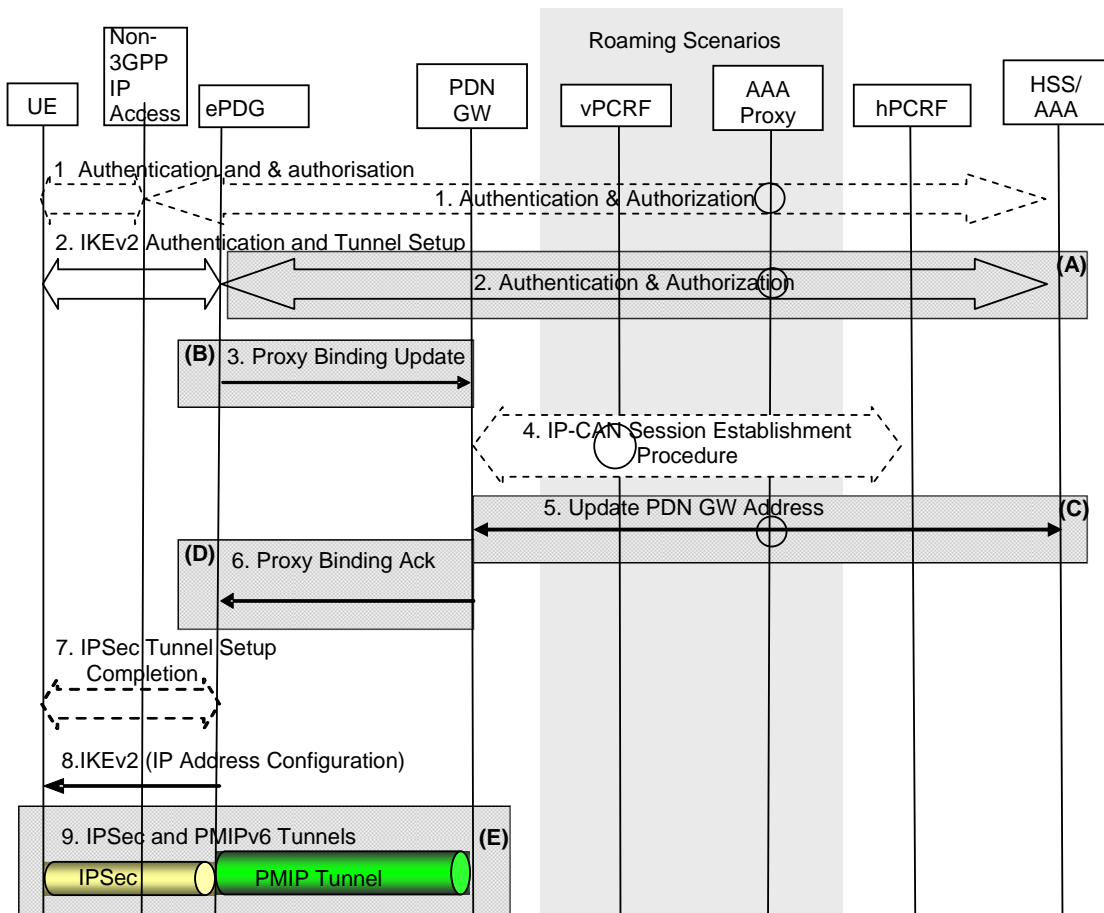 Roaming Scenarios
Non-
3GPP
IP
Access
UE
ePDG
PDN
GW
vPCRF
AAA
Proxy
hPCRF
HSS/
AAA
1 Authentication and & authorisation
1. Authentication & Authorization
2. IKEv2 Authentication and Tunnel Setup
(A)
2. Authentication & Authorization
(B)
3. Proxy Binding Update
4. IP-CAN Session Establishment
Procedure
5. Update PDN GW Address
(C)
(D)
6. Proxy Binding Ack
7. IPSec Tunnel Setup
Completion
8.IKEv2 (IP Address Configuration)
9. IPSec and PMIPv6 Tunnels
(E)
IPSec
PMIP Tunnel